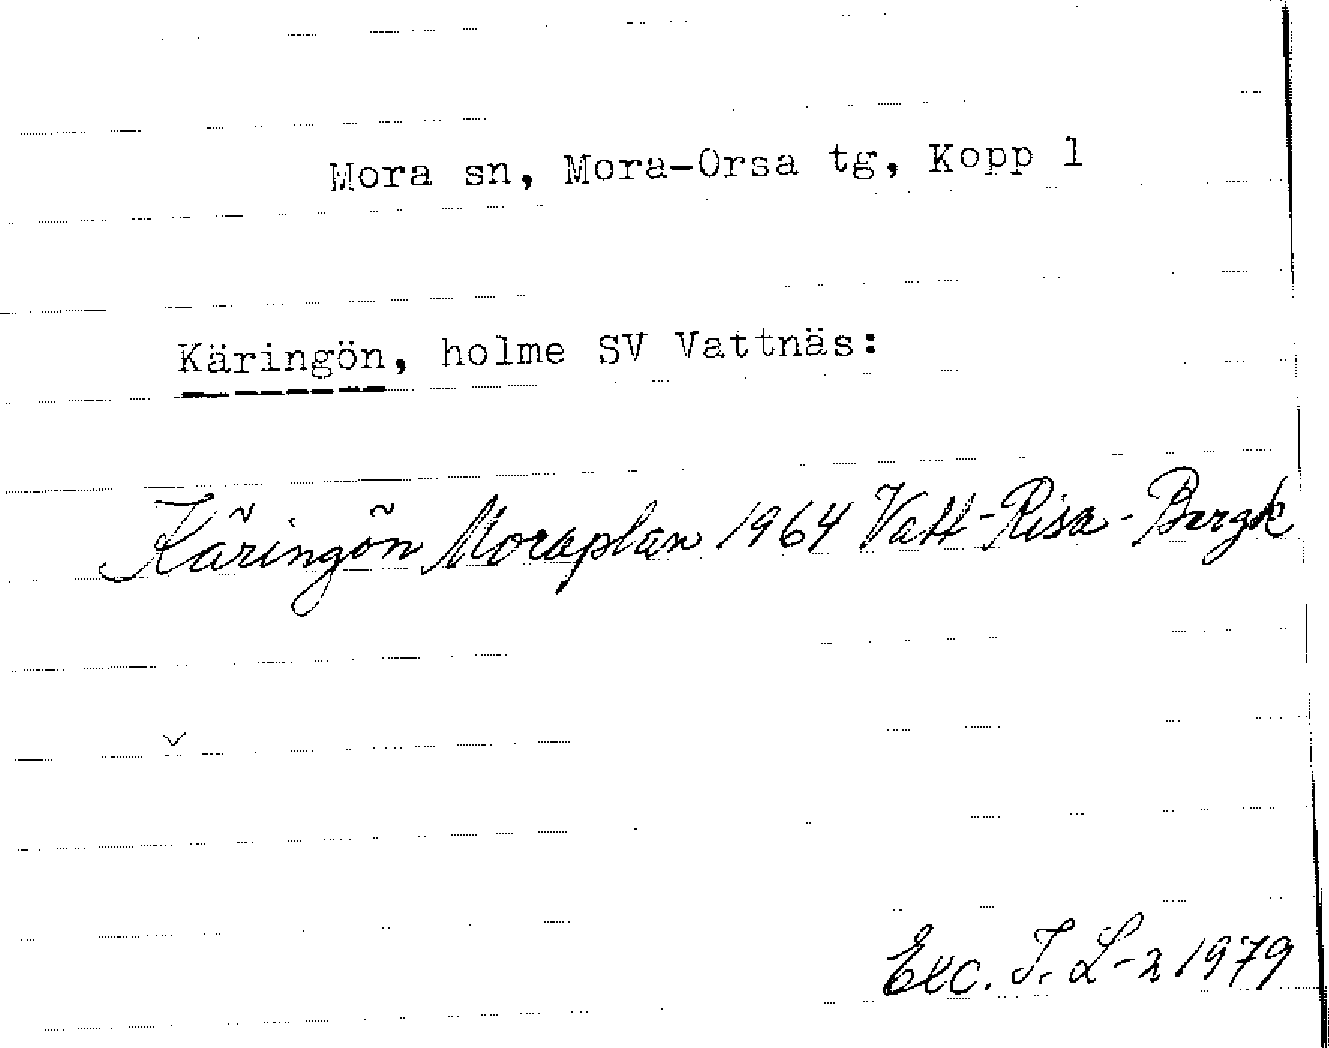 Mora sn, Mora-Orsa tg, Kopp 1
Käringön, holme SV Vattnäs:
Käringön Moraplan 1964 Vatt-Risa-Bergk
Exc. T. L-n 1979